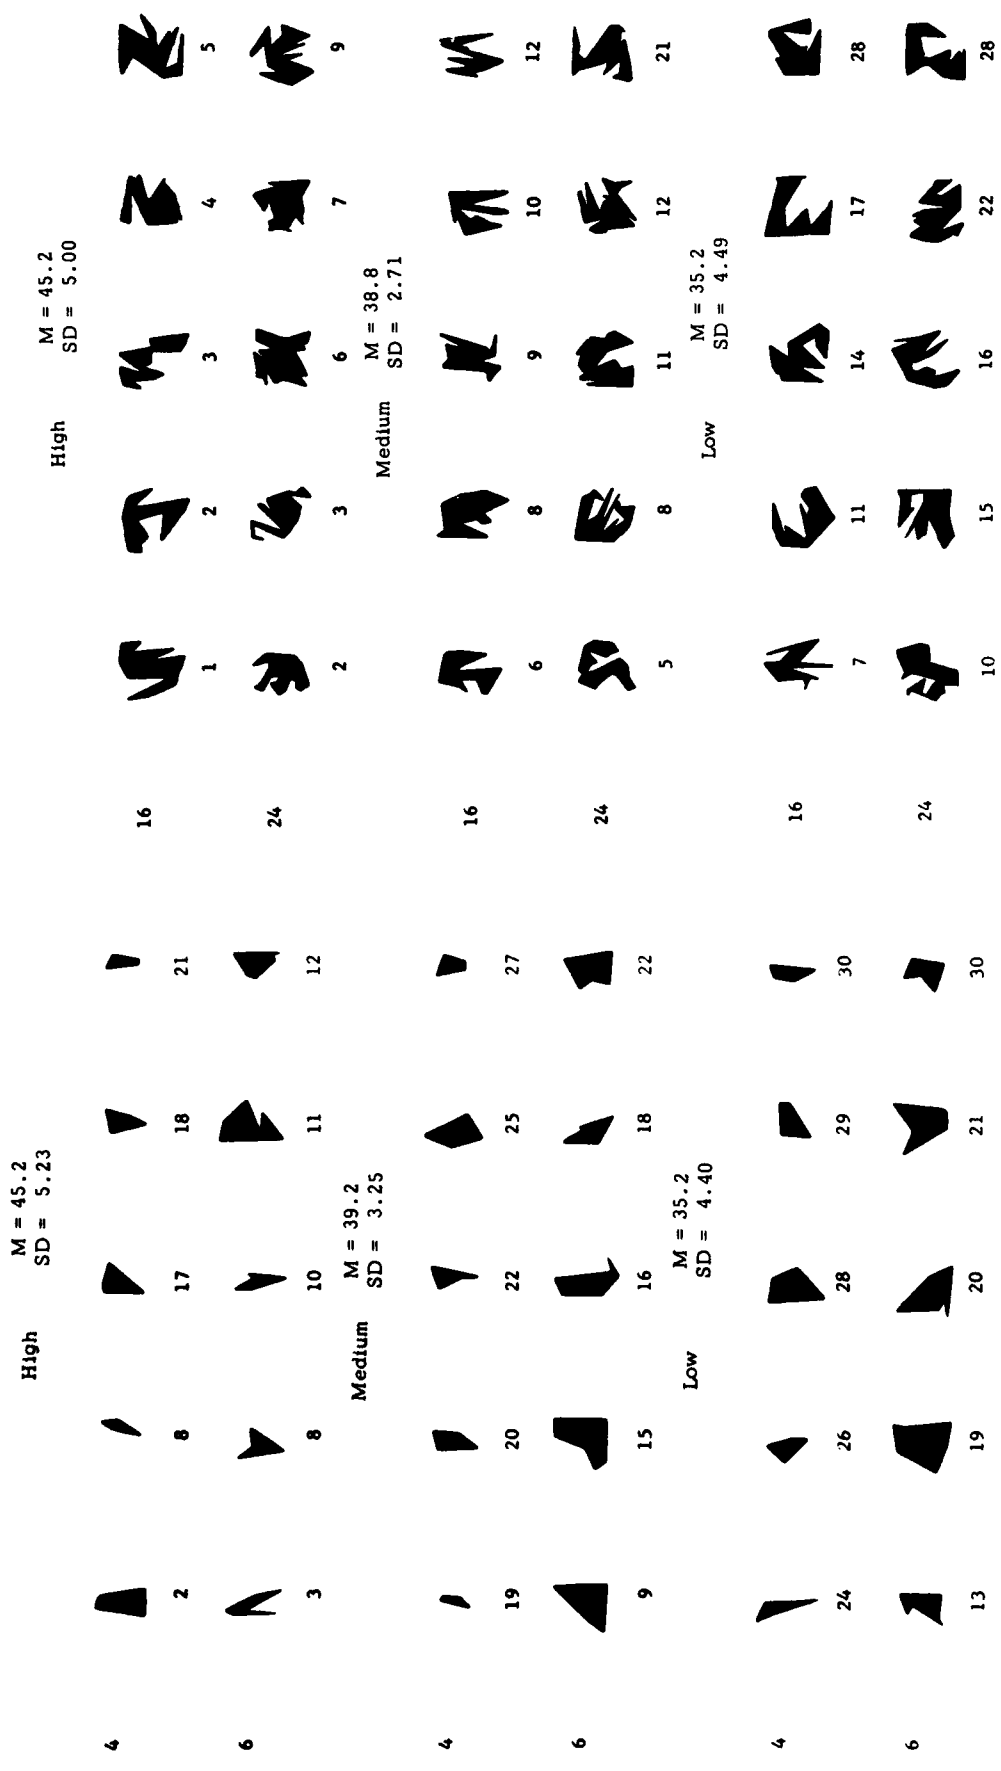 High
M = 45.2
SD = 5.23
4
2 8 17 18 21
6
3 8 10 11 12
Medium
M = 39.2
SD = 3.25
4
19 20 22 25 27
6
9 15 16 18 22
Low
M = 35.2
SD = 4.40
4
24 26 28 29 30
6
13 19 20 21 30
High
M = 45.2
SD = 5.00
16
1 2 3 4 5
24
2 3 6 7 9
Medium
M = 38.8
SD = 2.71
16
6 8 9 10 12
24
5 8 11 12 21
Low
M = 35.2
SD = 4.49
16
7 11 14 17 28
24
10 15 16 22 28